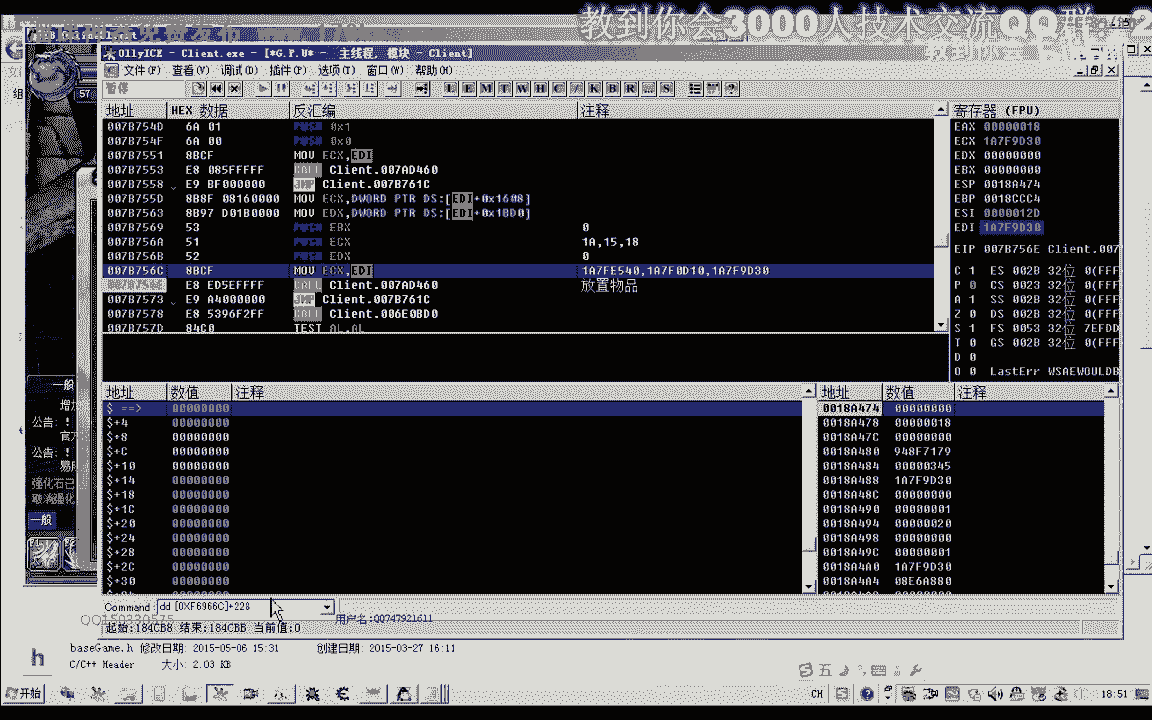 教到你会3000人技术交流QQ群:
OllyICE - Client.exe - [*G.P.U* - 主线程, 模块 - Client]
文件(F) 查看(V) 调试(D) 插件(P) 选项(T) 窗口(W) 帮助(H)
暂停 L E M T W H C K B R S
57
地址 HEX 数据 反汇编 注释
007B754D 6A 01 PUSH 0x1
007B754F 6A 00 PUSH 0x0
007B7551 8BCF MOV ECX,EDI
007B7553 E8 085FFFFF CALL Client.007AD460
007B7558 E9 BF000000 JMP Client.007B761C
007B755D 8B8F 08160000 MOV ECX,DWORD PTR DS:[EDI+0x1608]
007B7563 8B97 D01B0000 MOV EDX,DWORD PTR DS:[EDI+0x1BD0]
007B7569 53 PUSH EBX 0
007B756A 51 PUSH ECX 1A,15,18
007B756B 52 PUSH EDX 0
007B756C 8BCF MOV ECX,EDI 1A7FE540,1A7F0D10,1A7F9D30
007B756E E8 ED5EFFFF CALL Client.007AD460 放置物品
007B7573 E9 A4000000 JMP Client.007B761C
007B7578 E8 5396F2FF CALL Client.006E0BD0
007B757D 84C0 TEST AL,AL
寄存器 (FPU)
EAX 00000018
ECX 1A7F9D30
EDX 00000000
EBX 00000000
ESP 0018A474
EBP 0018CCC4
ESI 0000012D
EDI 1A7F9D30
EIP 007B756E Client.007
C 1 ES 002B 32位 0(FFF
P 0 CS 0023 32位 0(FFF
A 1 SS 002B 32位 0(FFF
Z 0 DS 002B 32位 0(FFF
S 1 FS 0053 32位 7EFDD
T 0 GS 002B 32位 0(FFF
D 0
O 0 LastErr WSAEWOULDB
地址 数值 注释
$ ==> 00000000
$+4 00000000
$+8 00000000
$+C 00000000
$+10 00000000
$+14 00000000
$+18 00000000
$+1C 00000000
$+20 00000000
$+24 00000000
$+28 00000000
$+2C 00000000
$+30 00000000
地址 数值 注释
0018A474 00000000
0018A478 00000018
0018A47C 00000000
0018A480 948F7179
0018A484 00000345
0018A488 1A7F9D30
0018A48C 00000000
0018A490 00000001
0018A494 00000020
0018A498 00000000
0018A49C 00000001
0018A4A0 1A7F9D30
0018A4A4 08E6A880
一般
公告: !
官方
公告: !
强化石已
取消强化
一般
Command: dd [0XF6966C]+228
起始:184CB8 结束:184CBB 当前值:0
用户名:
baseGame.h 修改日期: 2015-05-06 15:31 创建日期: 2015-03-27 16:11
C/C++ Header 大小: 2.03 KB
开始
CH
五
18:51